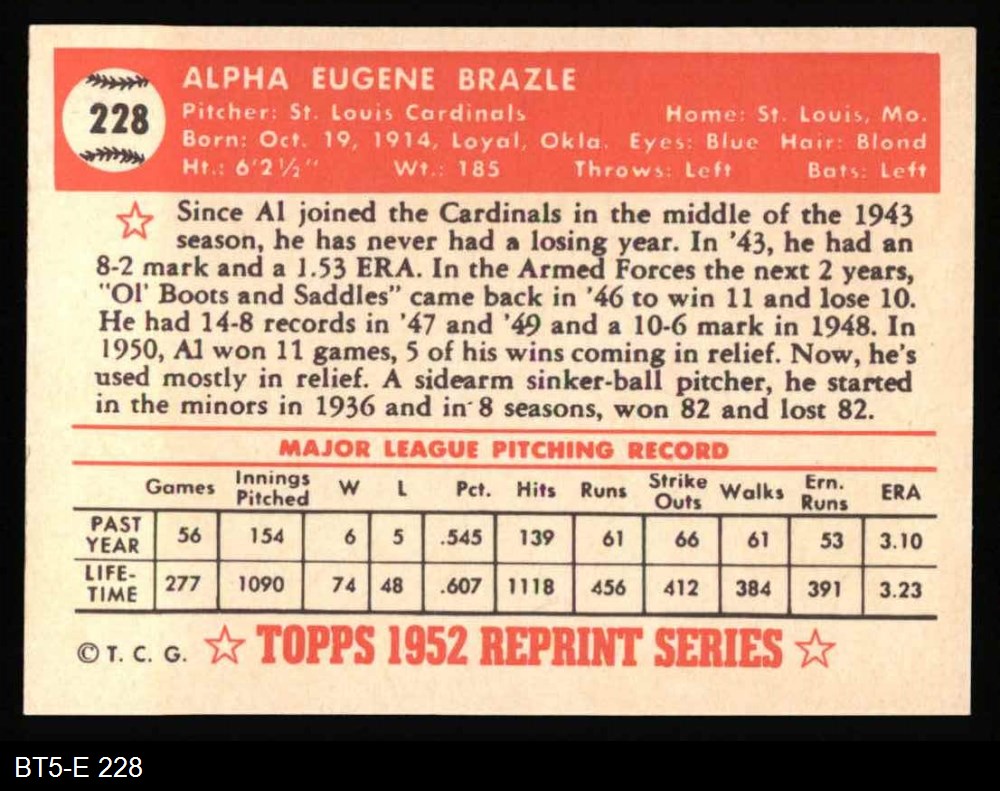 228
ALPHA EUGENE BRAZLE
Pitcher: St. Louis Cardinals Home: St. Louis, Mo.
Born: Oct. 19, 1914, Loyal, Okla. Eyes: Blue Hair: Blond
Ht.: 6'2½" Wt.: 185 Throws: Left Bats: Left
Since Al joined the Cardinals in the middle of the 1943
season, he has never had a losing year. In '43, he had an
8-2 mark and a 1.53 ERA. In the Armed Forces the next 2 years,
"Ol' Boots and Saddles" came back in '46 to win 11 and lose 10.
He had 14-8 records in '47 and '49 and a 10-6 mark in 1948. In
1950, Al won 11 games, 5 of his wins coming in relief. Now, he's
used mostly in relief. A sidearm sinker-ball pitcher, he started
in the minors in 1936 and in 8 seasons, won 82 and lost 82.
MAJOR LEAGUE PITCHING RECORD
Games Innings Pitched W L Pct. Hits Runs Strike Outs Walks Ern. Runs ERA
PAST YEAR 56 154 6 5 .545 139 61 66 61 53 3.10
LIFE-TIME 277 1090 74 48 .607 1118 456 412 384 391 3.23
© T. C. G. TOPPS 1952 REPRINT SERIES
BT5-E 228